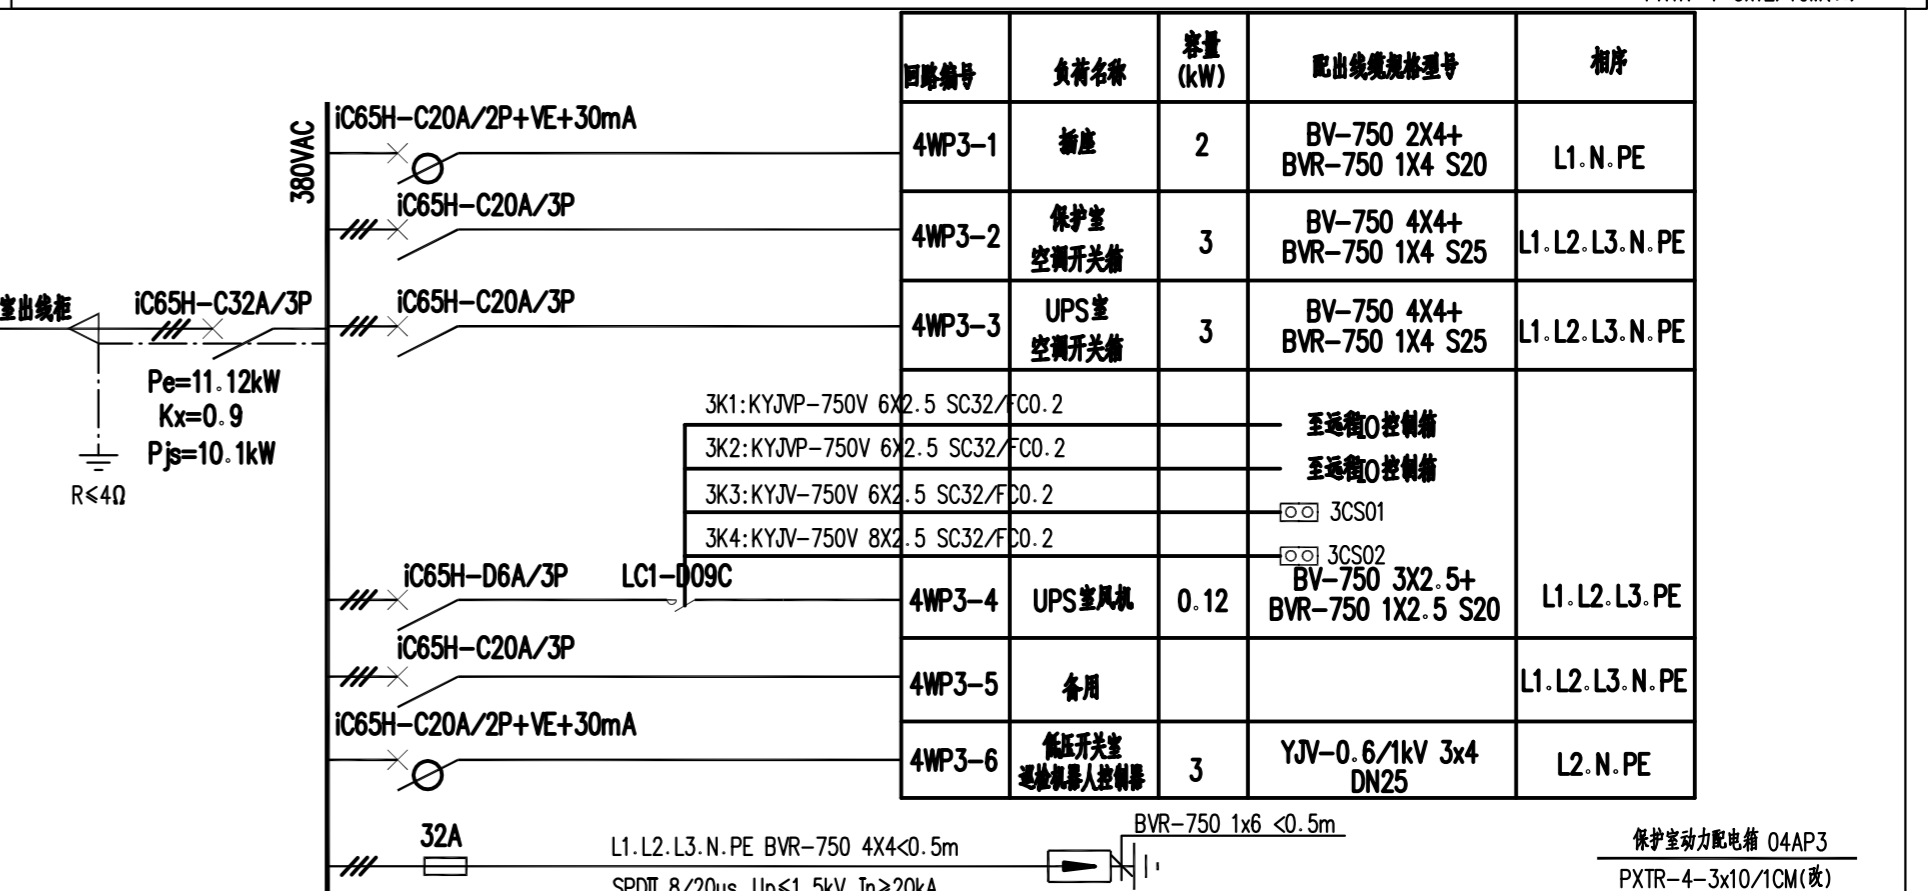 回路编号 负荷名称 容量(kW) 配出线缆规格型号 相序
380VAC
iC65H-C20A/2P+VE+30mA
4WP3-1 插座 2 BV-750 2X4+
BVR-750 1X4 S20
L1.N.PE
iC65H-C20A/3P
4WP3-2 保护室
空调开关箱
3 BV-750 4X4+
BVR-750 1X4 S25
L1.L2.L3.N.PE
室出线柜
iC65H-C32A/3P
Pe=11.12kW
Kx=0.9
Pjs=10.1kW
R≤4Ω
iC65H-C20A/3P
4WP3-3 UPS室
空调开关箱
3 BV-750 4X4+
BVR-750 1X4 S25
L1.L2.L3.N.PE
3K1:KYJVP-750V 6X2.5 SC32/FC0.2
至远程IO控制箱
3K2:KYJVP-750V 6X2.5 SC32/FC0.2
至远程IO控制箱
3K3:KYJV-750V 6X2.5 SC32/FC0.2
3CS01
3K4:KYJV-750V 8X2.5 SC32/FC0.2
3CS02
iC65H-D6A/3P LC1-D09C
4WP3-4 UPS室风机 0.12 BV-750 3X2.5+
BVR-750 1X2.5 S20
L1.L2.L3.PE
iC65H-C20A/3P
4WP3-5 备用 L1.L2.L3.N.PE
iC65H-C20A/2P+VE+30mA
4WP3-6 低压开关室
巡检机器人控制器
3 YJV-0.6/1kV 3x4
DN25
L2.N.PE
32A
L1.L2.L3.N.PE BVR-750 4X4<0.5m
BVR-750 1x6 <0.5m
SPDⅡ 8/20us Up≤1.5kV In≥20kA
保护室动力配电箱 04AP3
PXTR-4-3x10/1CM(改)